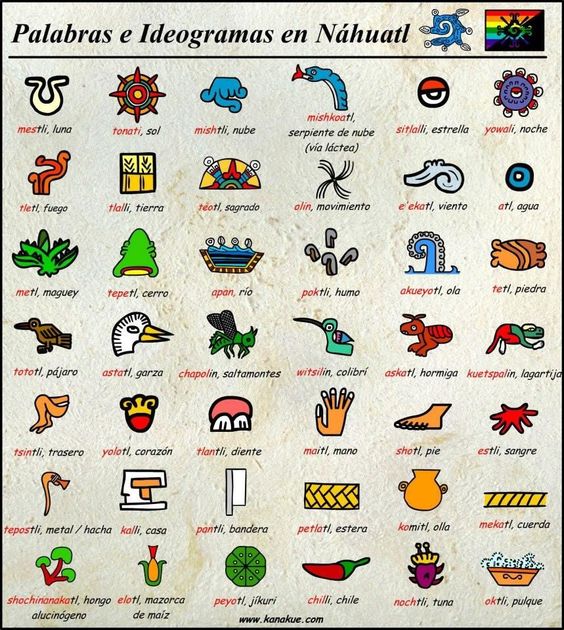 Palabras e Ideogramas en Náhuatl
mestli, luna
tonati, sol
mishtli, nube
mishkoatl,
serpiente de nube
(vía láctea)
sitlalli, estrella
yowali, noche
tletl, fuego
tlalli, tierra
téotl, sagrado
olin, movimiento
e´ekatl, viento
atl, agua
metl, maguey
tepetl, cerro
apan, río
poktli, humo
akueyotl, ola
tetl, piedra
tototl, pájaro
astatl, garza
chapolin, saltamontes
witsilin, colibrí
askatl, hormiga
kuetspalin, lagartija
tsintli, trasero
yolotl, corazón
tlantli, diente
maitl, mano
shotl, pie
estli, sangre
tepostli, metal / hacha
kalli, casa
pantli, bandera
petlatl, estera
komitl, olla
mekatl, cuerda
shochinanakatl, hongo
alucinógeno
elotl, mazorca
de maíz
peyotl, jíkuri
chilli, chile
nochtli, tuna
oktli, pulque
www.kanakue.com